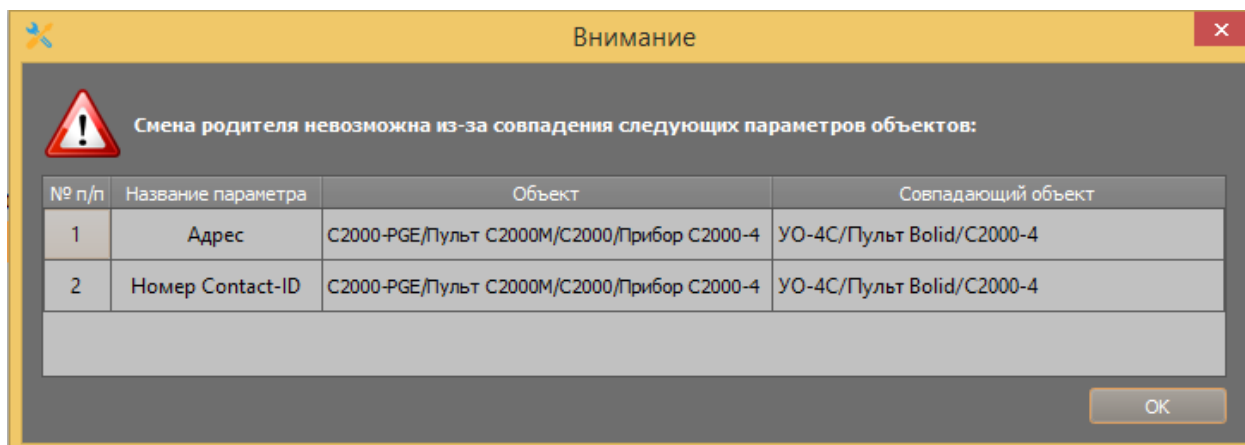 Внимание
Смена родителя невозможна из-за совпадения следующих параметров объектов:
№ п/п Название параметра Объект Совпадающий объект
1 Адрес С2000-PGE/Пульт С2000М/С2000/Прибор С2000-4 УО-4С/Пульт Bolid/С2000-4
2 Номер Contact-ID С2000-PGE/Пульт С2000М/С2000/Прибор С2000-4 УО-4С/Пульт Bolid/С2000-4
OK